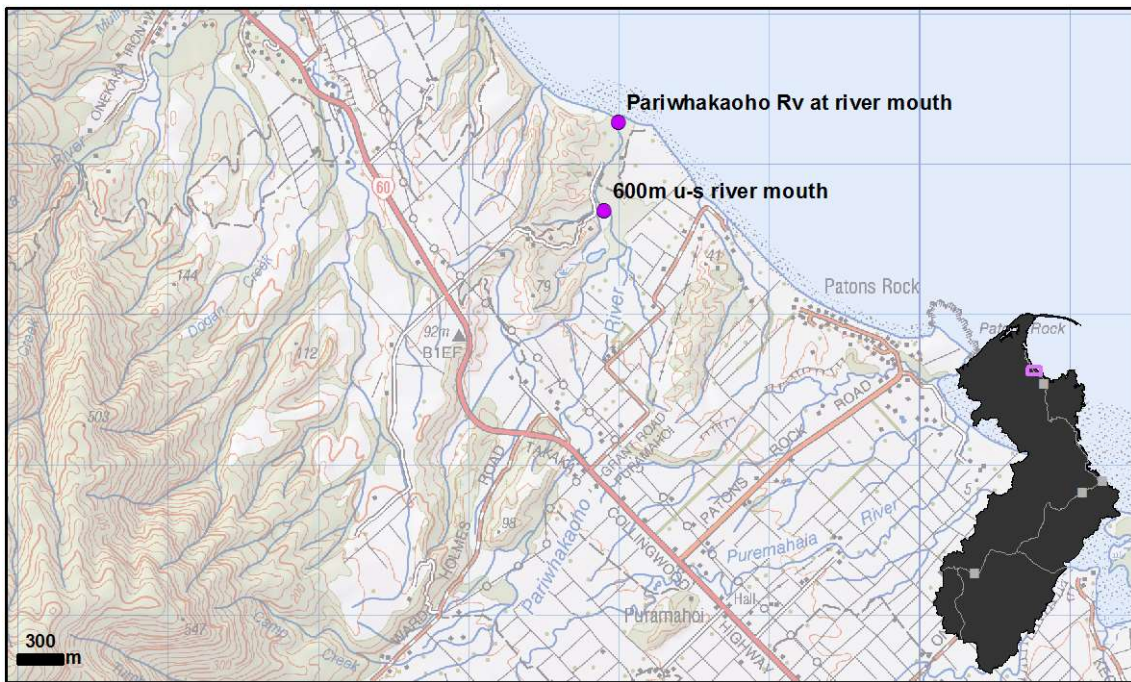 ONEKAKA IRON W
River
Pariwhakaoho Rv at river mouth
60
600m u-s river mouth
144
Creek
Dogan
41
79
River
Patons Rock
Creek
92m
B1EF
112
503
ROAD
ROAD
ROCK
PATONS
GRANT ROAD
PURAMAHOI
TAKAKA
COLLINGWOOD
HIGHWAY
98
HOLMES
WARD
Pariwhakaoho
River
Puremahaia
5
Hall
Puramahoi
547
Camp
Creek
300
300
m